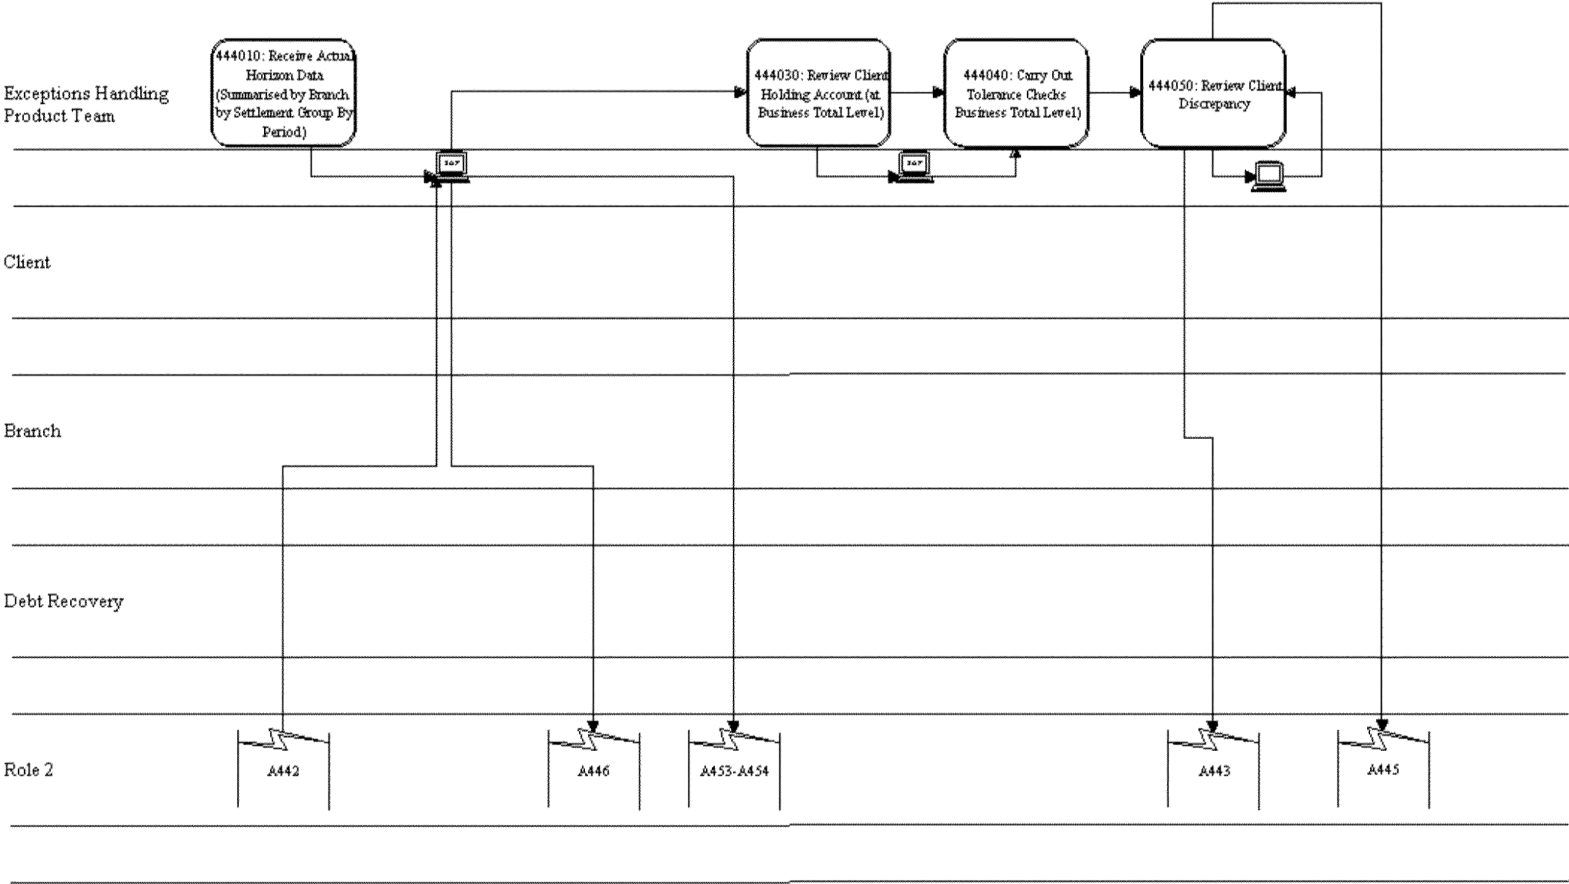 Exceptions Handling
Product Team
444010: Receive Actual
Horizon Data
(Summarised by Branch
by Settlement Group By
Period)
444030: Review Client
Holding Account (at
Business Total Level)
444040: Carry Out
Tolerance Checks
Business Total Level)
444050: Review Client
Discrepancy
Client
Branch
Debt Recovery
Role 2
A442
A446
A453-A454
A443
A445